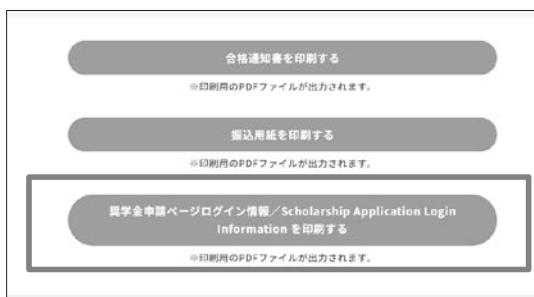 合格通知書を印刷する
※印刷用のPDFファイルが出力されます。
振込用紙を印刷する
※印刷用のPDFファイルが出力されます。
奨学金申請ページログイン情報／Scholarship Application Login
Information を印刷する
※印刷用のPDFファイルが出力されます。